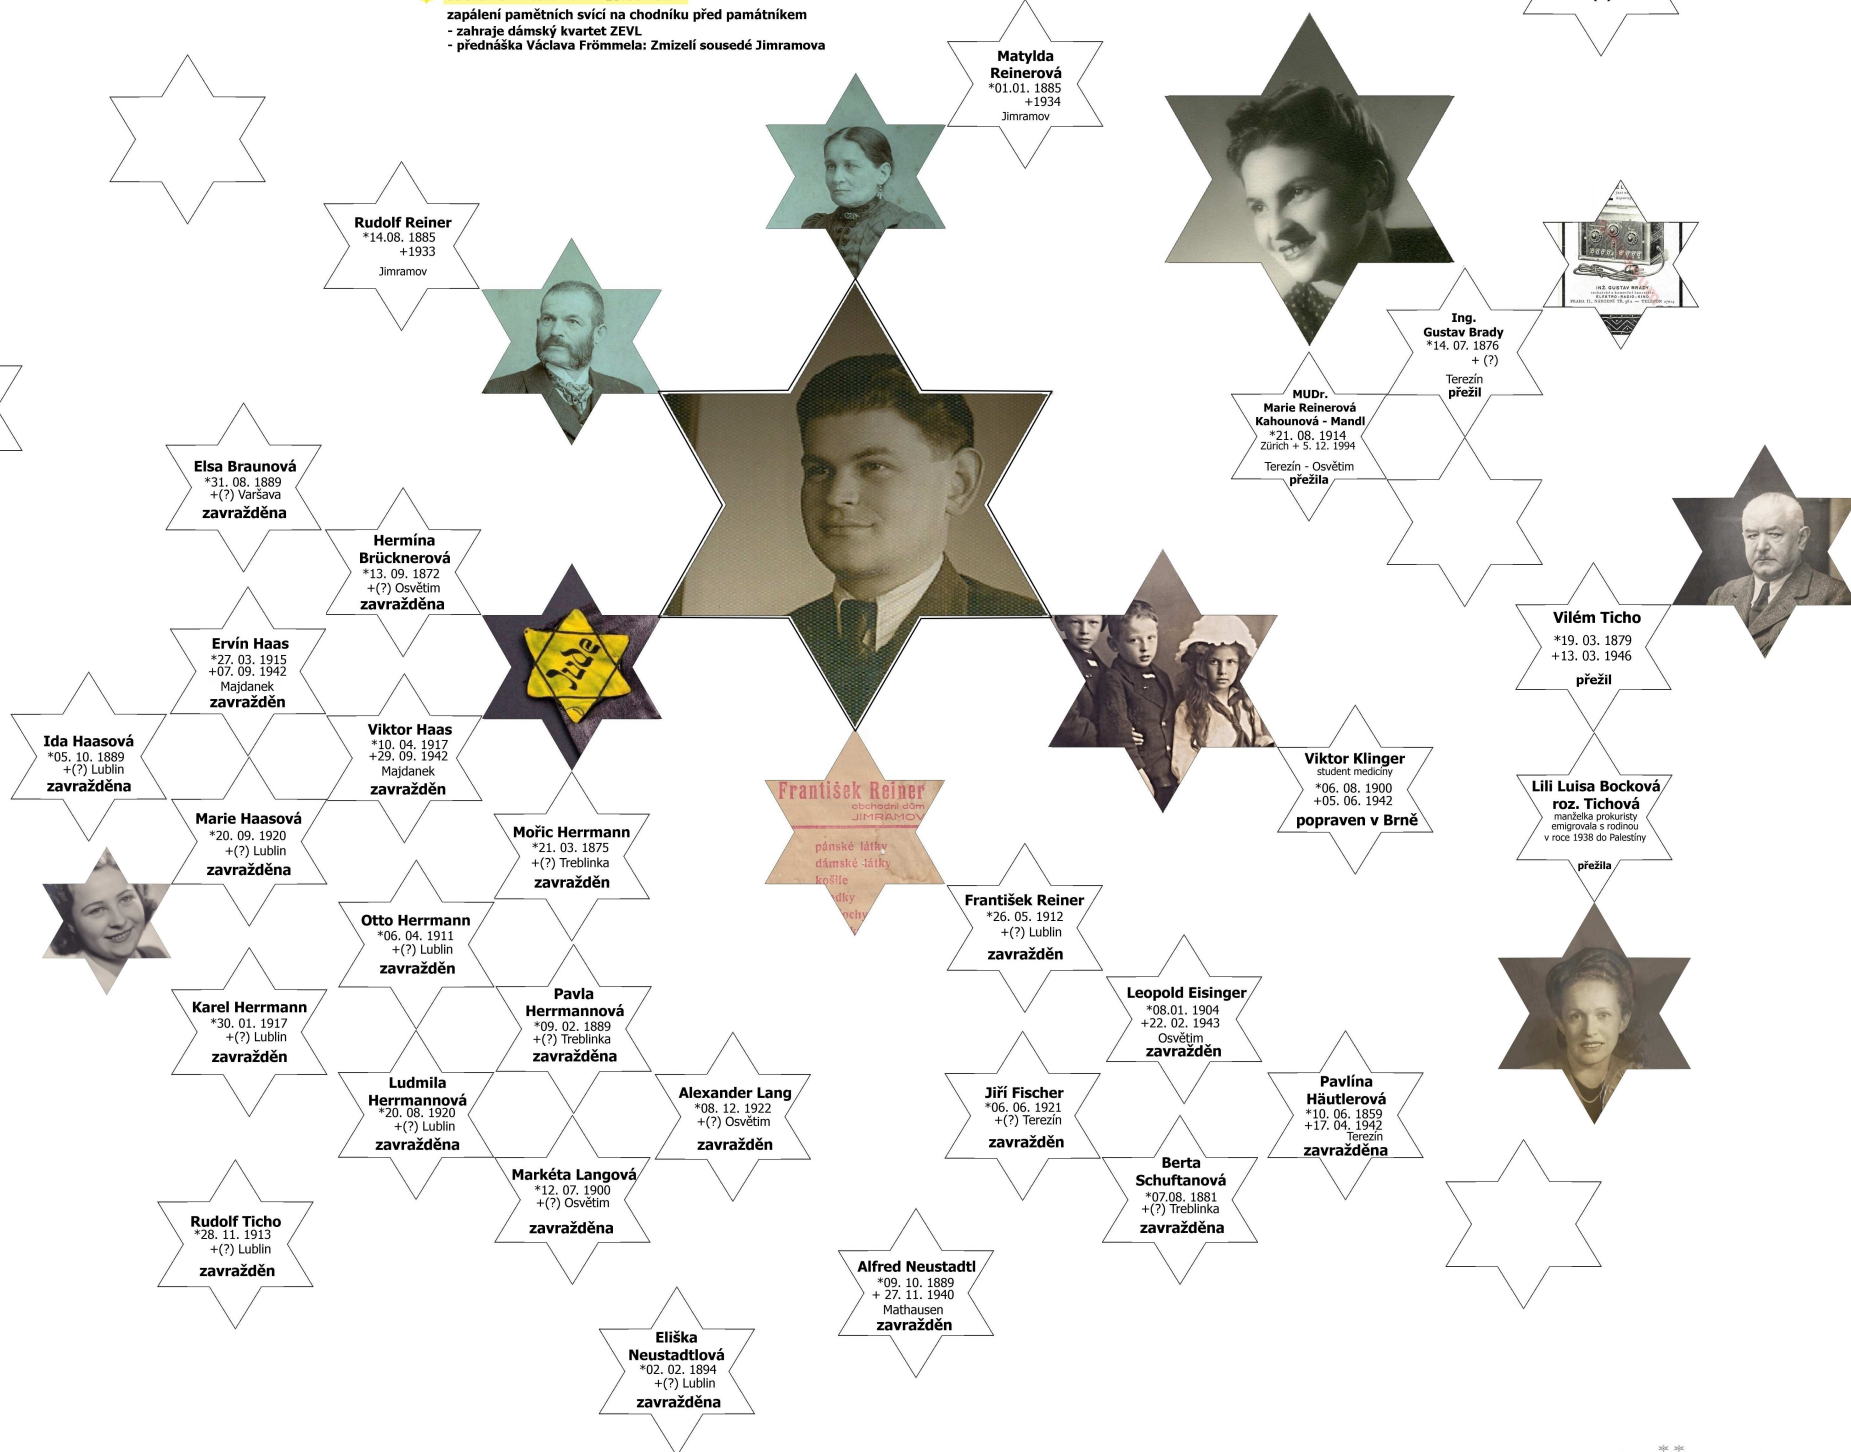 zapálení pamětních svící na chodníku před památníkem
- zahraje dámský kvartet ZEVL
- přednáška Václava Frömmela: Zmizelí sousedé Jimramova
Matylda
Reinerová
*01.01. 1885
+1934
Jimramov
Rudolf Reiner
*14.08. 1885
+1933
Jimramov
INŽ. GUSTAV BRADY
ELEKTRO-RADIO-KINO
Ing.
Gustav Brady
*14. 07. 1876
+ (?)
Terezín
přežil
MUDr.
Marie Reinerová
Kahounová - Mandl
*21. 08. 1914
Zürich + 5. 12. 1994
Terezín - Osvětim
přežila
Elsa Braunová
*31. 08. 1889
+(?) Varšava
zavražděna
Hermína
Brücknerová
*13. 09. 1872
+(?) Osvětim
zavražděna
Jude
Vilém Ticho
*19. 03. 1879
+13. 03. 1946
přežil
Ervín Haas
*27. 03. 1915
+07. 09. 1942
Majdanek
zavražděn
Ida Haasová
*05. 10. 1889
+(?) Lublin
zavražděna
Viktor Haas
*10. 04. 1917
+29. 09. 1942
Majdanek
zavražděn
Marie Haasová
*20. 09. 1920
+(?) Lublin
zavražděna
Mořic Herrmann
*21. 03. 1875
+(?) Treblinka
zavražděn
František Reiner
obchodní dům
JIMRAMOV
pánské látky
dámské látky
košile
Viktor Klinger
student medicíny
*06. 08. 1900
+05. 06. 1942
popraven v Brně
Lili Luisa Bocková
roz. Tichová
manželka prokuristy
emigrovala s rodinou
v roce 1938 do Palestíny
přežila
Otto Herrmann
*06. 04. 1911
+(?) Lublin
zavražděn
František Reiner
*26. 05. 1912
+(?) Lublin
zavražděn
Karel Herrmann
*30. 01. 1917
+(?) Lublin
zavražděn
Pavla
Herrmannová
*09. 02. 1889
+(?) Treblinka
zavražděna
Leopold Eisinger
*08.01. 1904
+22. 02. 1943
Osvětim
zavražděn
Ludmila
Herrmannová
*20. 08. 1920
+(?) Lublin
zavražděna
Alexander Lang
*08. 12. 1922
+(?) Osvětim
zavražděn
Jiří Fischer
*06. 06. 1921
+(?) Terezín
zavražděn
Pavlína
Häutlerová
*10. 06. 1859
+17. 04. 1942
Terezín
zavražděna
Markéta Langová
*12. 07. 1900
+(?) Osvětim
zavražděna
Berta
Schuftanová
*07.08. 1881
+(?) Treblinka
zavražděna
Rudolf Ticho
*28. 11. 1913
+(?) Lublin
zavražděn
Alfred Neustadtl
*09. 10. 1889
+ 27. 11. 1940
Mathausen
zavražděn
Eliška
Neustadtlová
*02. 02. 1894
+(?) Lublin
zavražděna